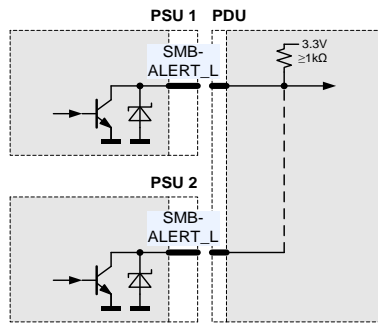 PSU 1 PDU
SMB-
ALERT_L
3.3V
≥1kΩ
PSU 2
SMB-
ALERT_L